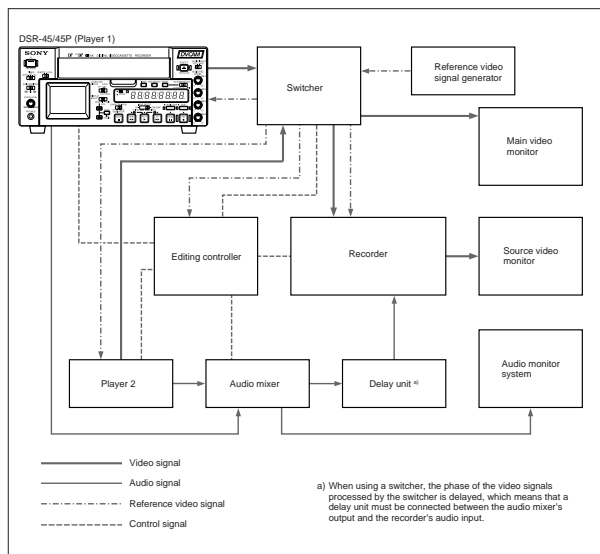 DSR-45/45P (Player 1)
SONY
DVCAM
Switcher
Reference video
signal generator
Main video
monitor
Editing controller
Recorder
Source video
monitor
Player 2
Audio mixer
Delay unit a)
Audio monitor
system
Video signal
Audio signal
Reference video signal
Control signal
a) When using a switcher, the phase of the video signals
processed by the switcher is delayed, which means that a
delay unit must be connected between the audio mixer's
output and the recorder's audio input.